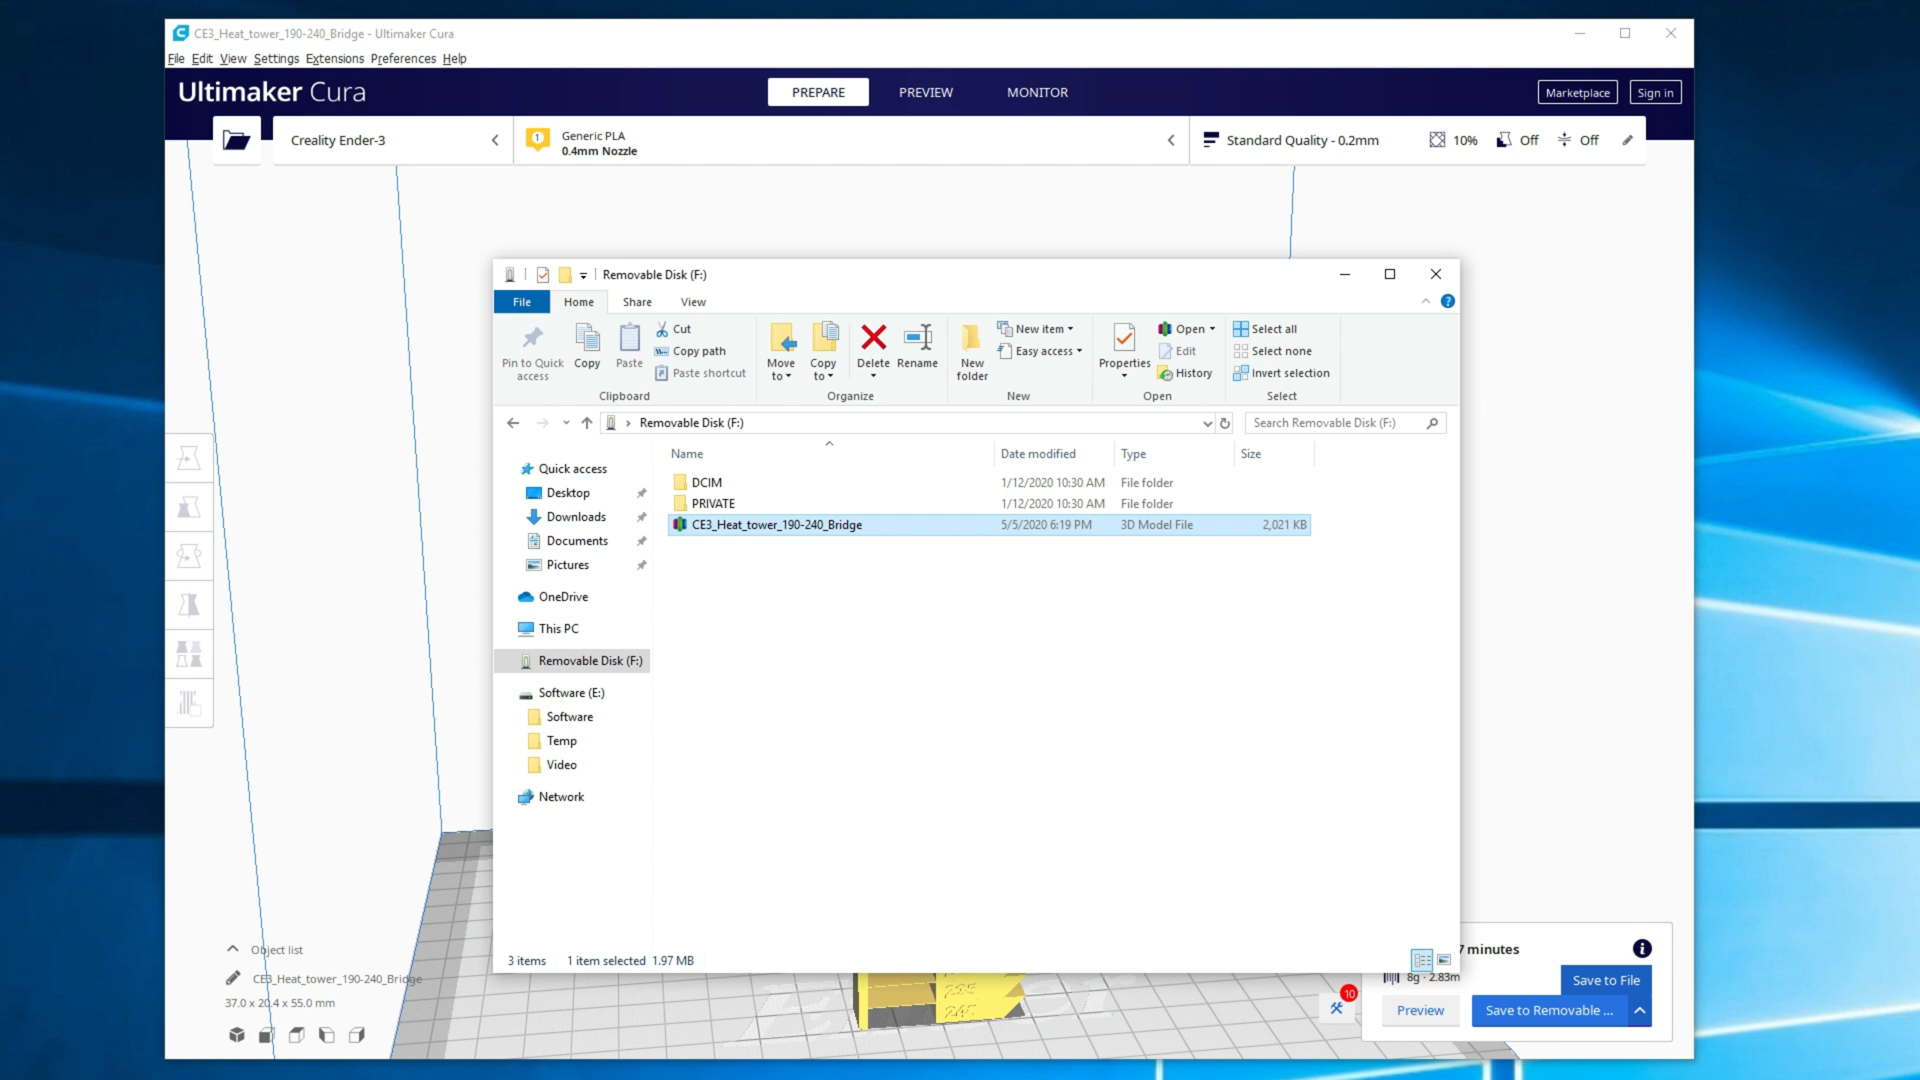 CE3_Heat_tower_190-240_Bridge - Ultimaker Cura
File Edit View Settings Extensions Preferences Help
Ultimaker Cura
PREPARE
PREVIEW
MONITOR
Marketplace
Sign in
Creality Ender-3
1
Generic PLA
0.4mm Nozzle
Standard Quality - 0.2mm
10%
Off
Off
Removable Disk (F:)
File
Home
Share
View
Pin to Quick access
Copy
Paste
Cut
Copy path
Paste shortcut
Clipboard
Move to
Copy to
Delete
Rename
Organize
New folder
New item
Easy access
New
Properties
Open
Edit
History
Open
Select all
Select none
Invert selection
Select
Removable Disk (F:)
Search Removable Disk (F:)
Name
Date modified
Type
Size
DCIM 1/12/2020 10:30 AM File folder
PRIVATE 1/12/2020 10:30 AM File folder
CE3_Heat_tower_190-240_Bridge 5/5/2020 6:19 PM 3D Model File 2,021 KB
Quick access
Desktop
Downloads
Documents
Pictures
OneDrive
This PC
Removable Disk (F:)
Software (E:)
Software
Temp
Video
Network
3 items
1 item selected 1.97 MB
Object list
CE3_Heat_tower_190-240_Bridge
37.0 x 20.4 x 55.0 mm
235
240
7 minutes
8g · 2.83m
10
Save to File
Preview
Save to Removable ...